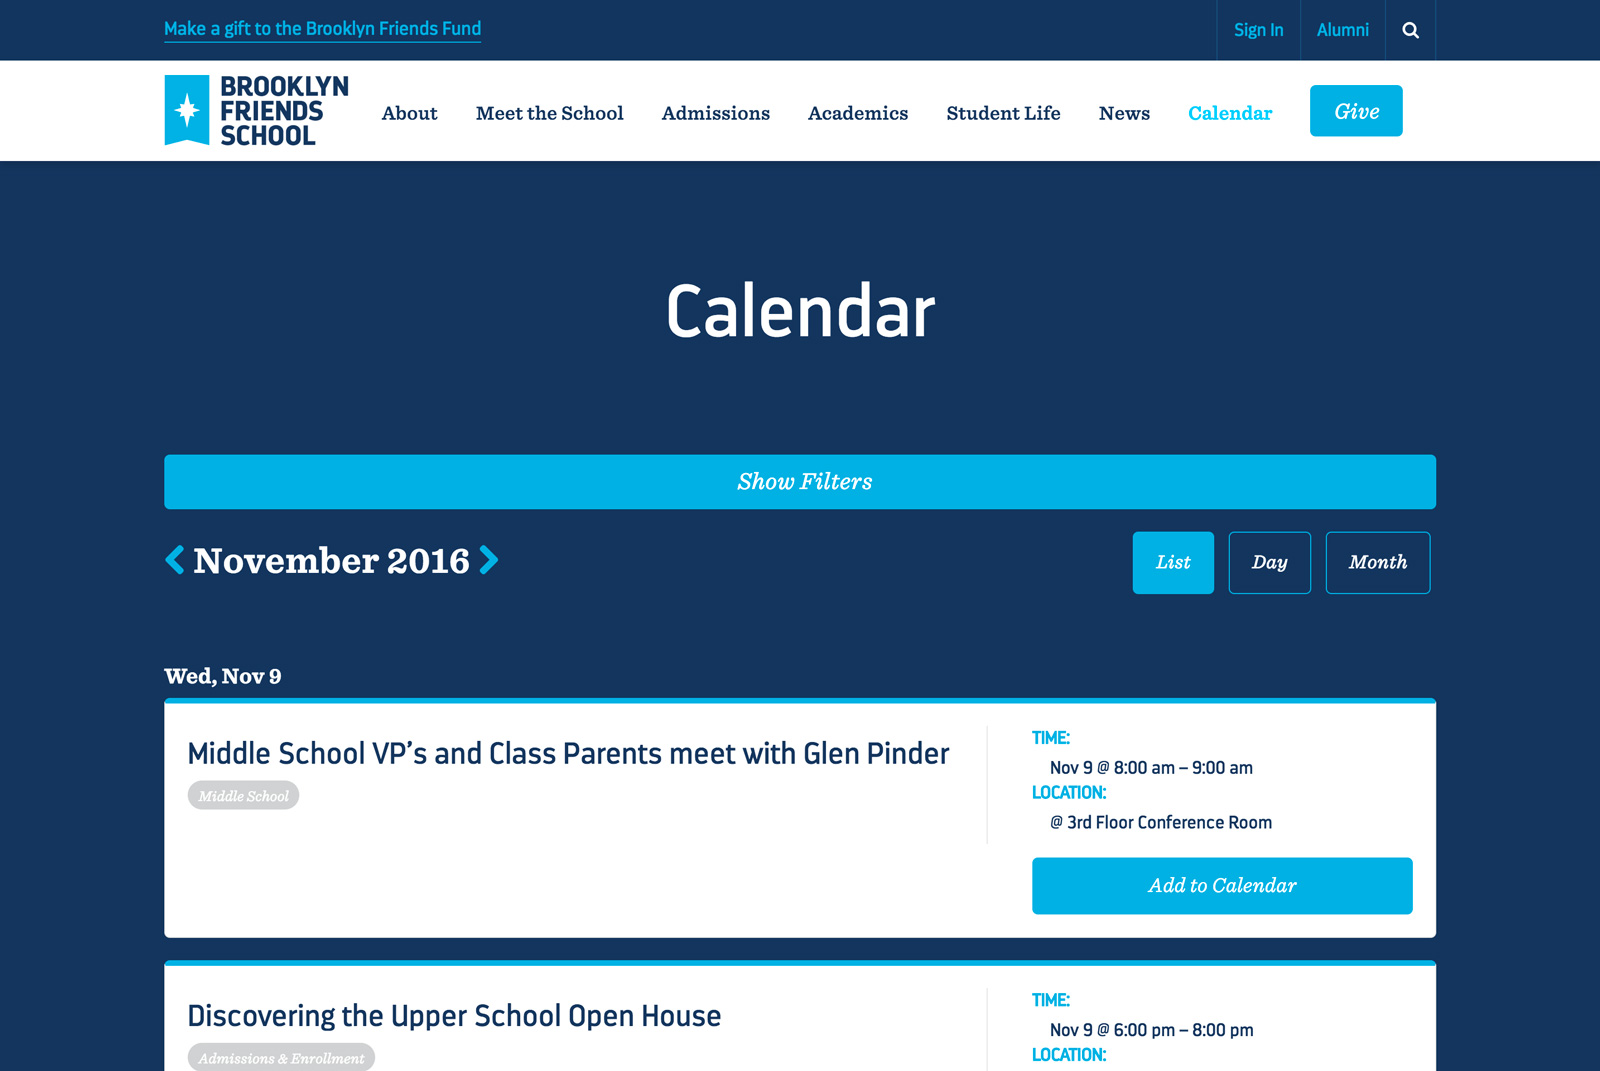 Make a gift to the Brooklyn Friends Fund
Sign In
Alumni
BROOKLYN
FRIENDS
SCHOOL
About
Meet the School
Admissions
Academics
Student Life
News
Calendar
Give
Calendar
Show Filters
November 2016
List
Day
Month
Wed, Nov 9
Middle School VP’s and Class Parents meet with Glen Pinder
Middle School
TIME:
Nov 9 @ 8:00 am – 9:00 am
LOCATION:
@ 3rd Floor Conference Room
Add to Calendar
Discovering the Upper School Open House
Admissions & Enrollment
TIME:
Nov 9 @ 6:00 pm – 8:00 pm
LOCATION: